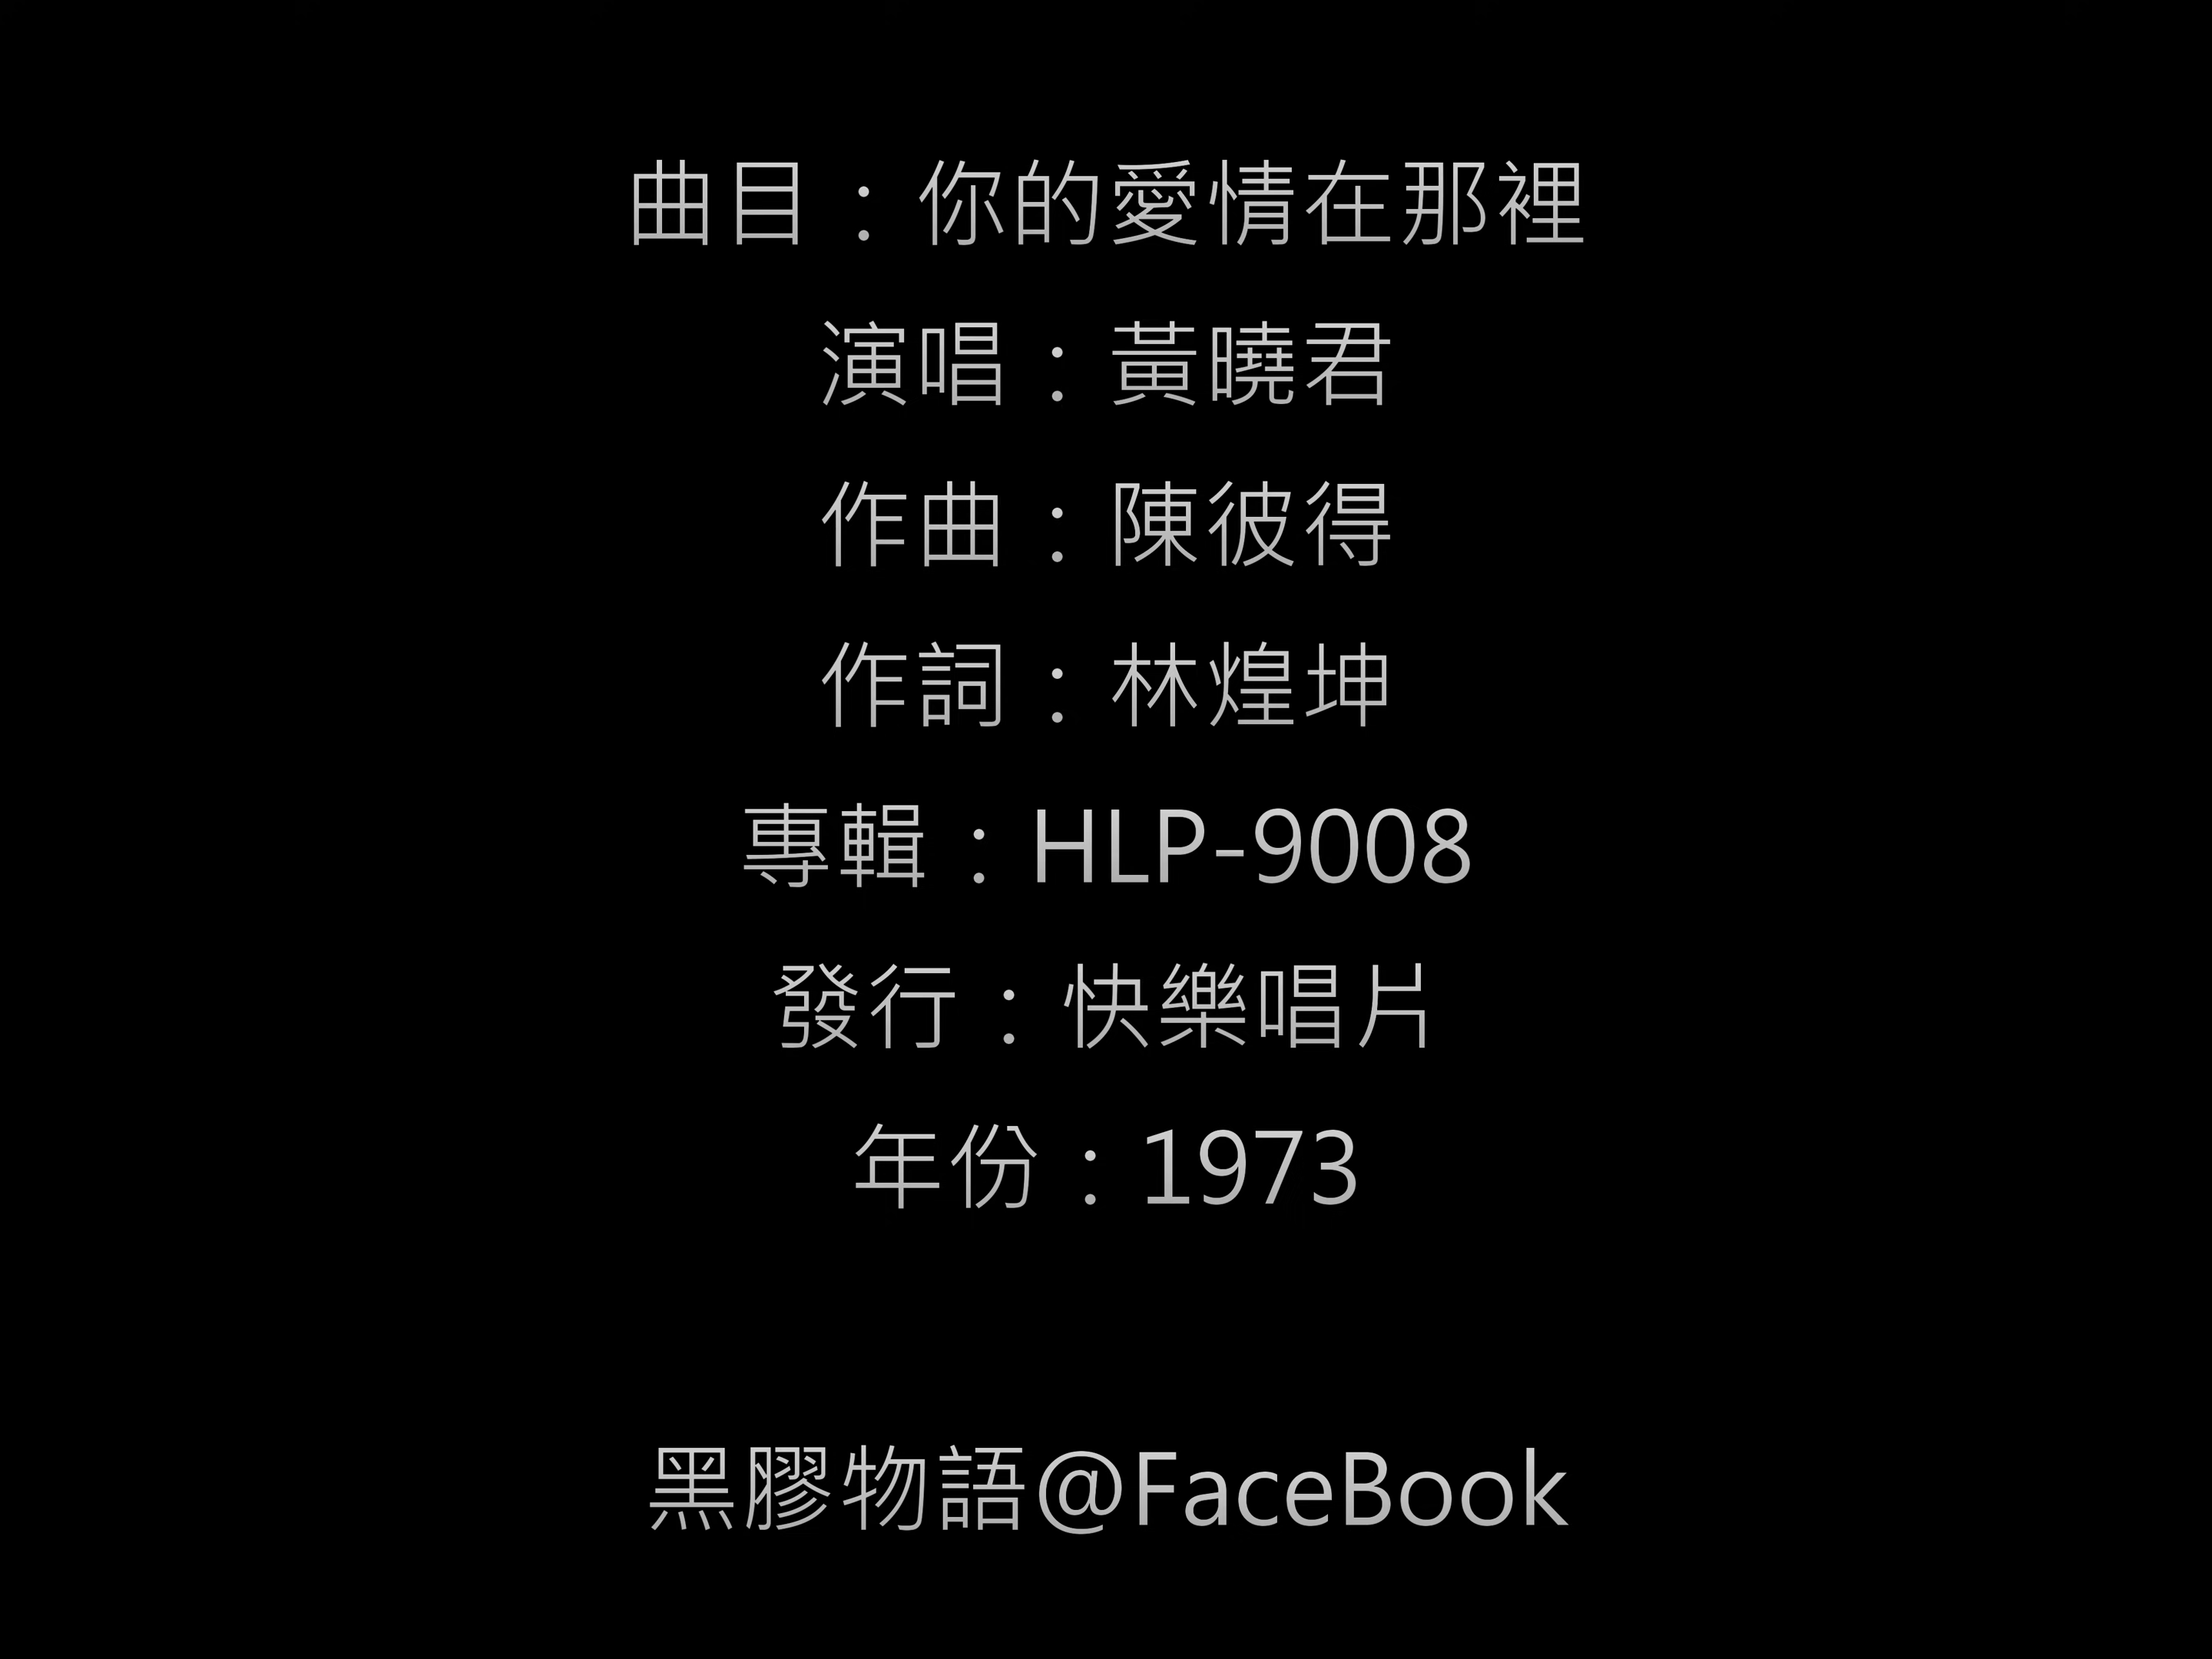 曲目：你的愛情在那裡
演唱：黃曉君
作曲：陳彼得
作詞：林煌坤
專輯：HLP-9008
發行：快樂唱片
年份：1973
黑膠物語@FaceBook